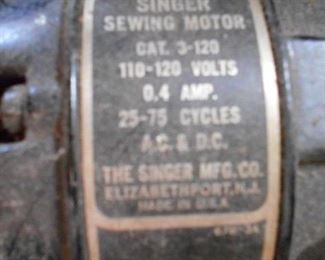 SINGER
SEWING MOTOR
CAT. 3-120
110-120 VOLTS
0.4 AMP.
25-75 CYCLES
A.C. & D.C.
THE SINGER MFG. CO.
ELIZABETHPORT, N.J.
MADE IN U.S.A.